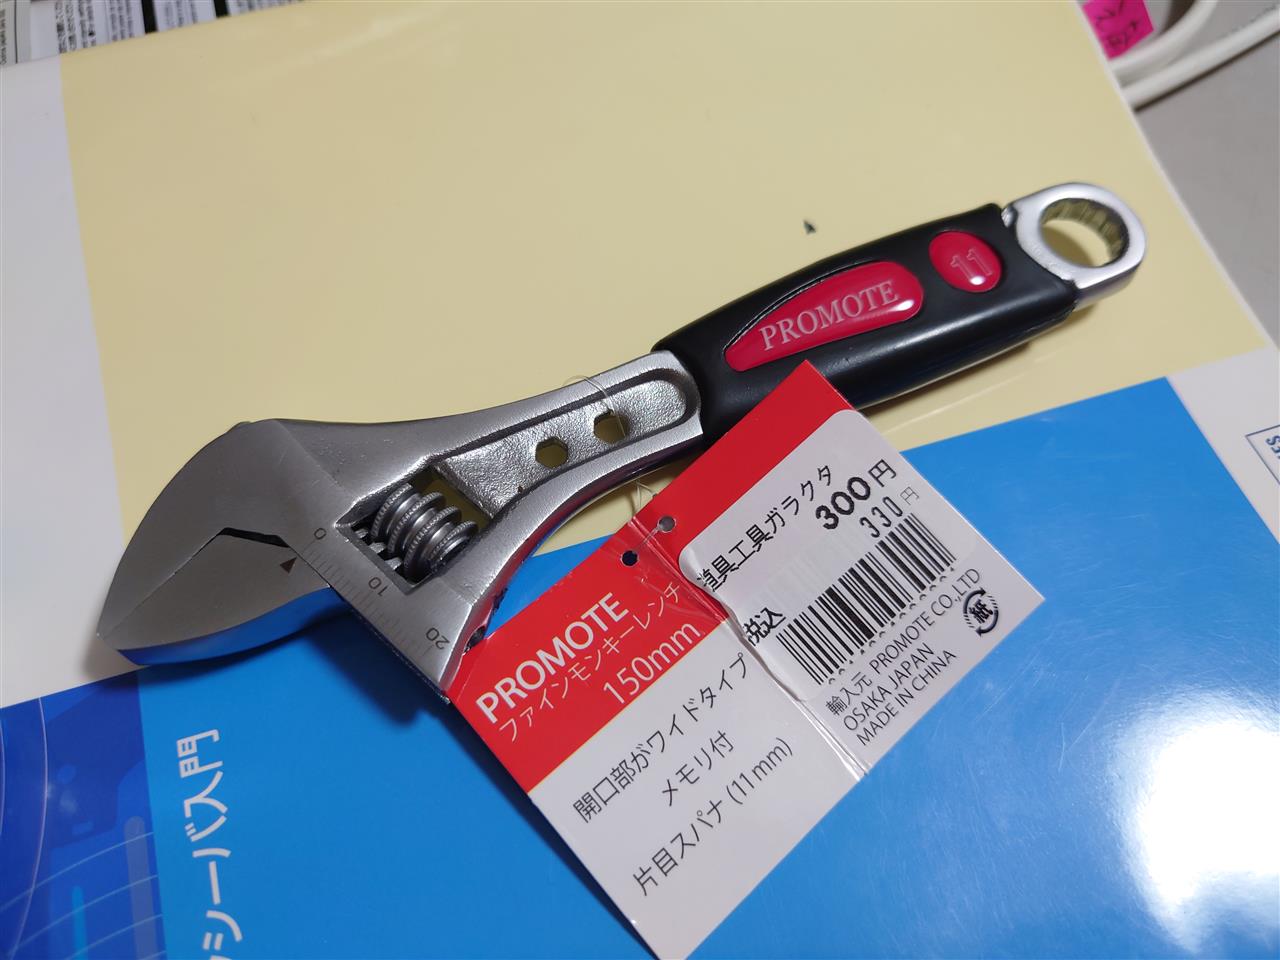 PROMOTE
11
0
10
20
PROMOTE
ファインモンキーレンチ
150mm
開口部がワイドタイプ
メモリ付
片目スパナ (11mm)
道具工具ガラクタ
300円
330円
税込
輸入元 PROMOTE CO.,LTD
OSAKA JAPAN
MADE IN CHINA
紙
シーバス入門